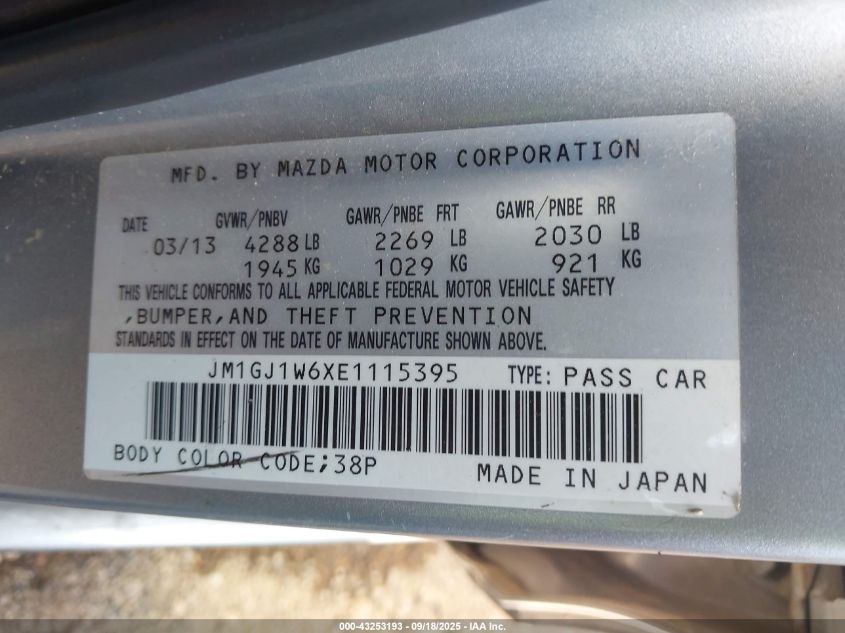 MFD. BY MAZDA MOTOR CORPORATION
DATE GVWR/PNBV GAWR/PNBE FRT GAWR/PNBE RR
03/13 4288 LB 2269 LB 2030 LB
1945 KG 1029 KG 921 KG
THIS VEHICLE CONFORMS TO ALL APPLICABLE FEDERAL MOTOR VEHICLE SAFETY
,BUMPER,AND THEFT PREVENTION
STANDARDS IN EFFECT ON THE DATE OF MANUFACTURE SHOWN ABOVE.
JM1GJ1W6XE1115395 TYPE: PASS CAR
BODY COLOR CODE;38P
MADE IN JAPAN
000-43253193 - 09/18/2025 - IAA Inc.